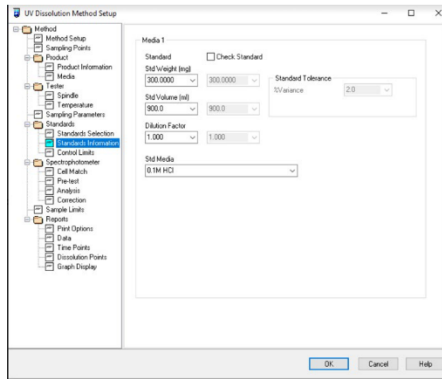 UV Dissolution Method Setup
Method
Method Setup
Sampling Points
Product
Product Information
Media
Tester
Spindle
Temperature
Sampling Parameters
Standards
Standards Selection
Standards Information
Control Limits
Spectrophotometer
Cell Match
Pre-test
Analysis
Correction
Sample Limits
Reports
Print Options
Data
Time Points
Dissolution Points
Graph Display
Media 1
Standard
Check Standard
Std Weight (mg)
300.0000
300.0000
Standard Tolerance
%Variance
2.0
Std Volume (ml)
900.0
900.0
Dilution Factor
1.000
1.000
Std Media
0.1M HCl
OK
Cancel
Help